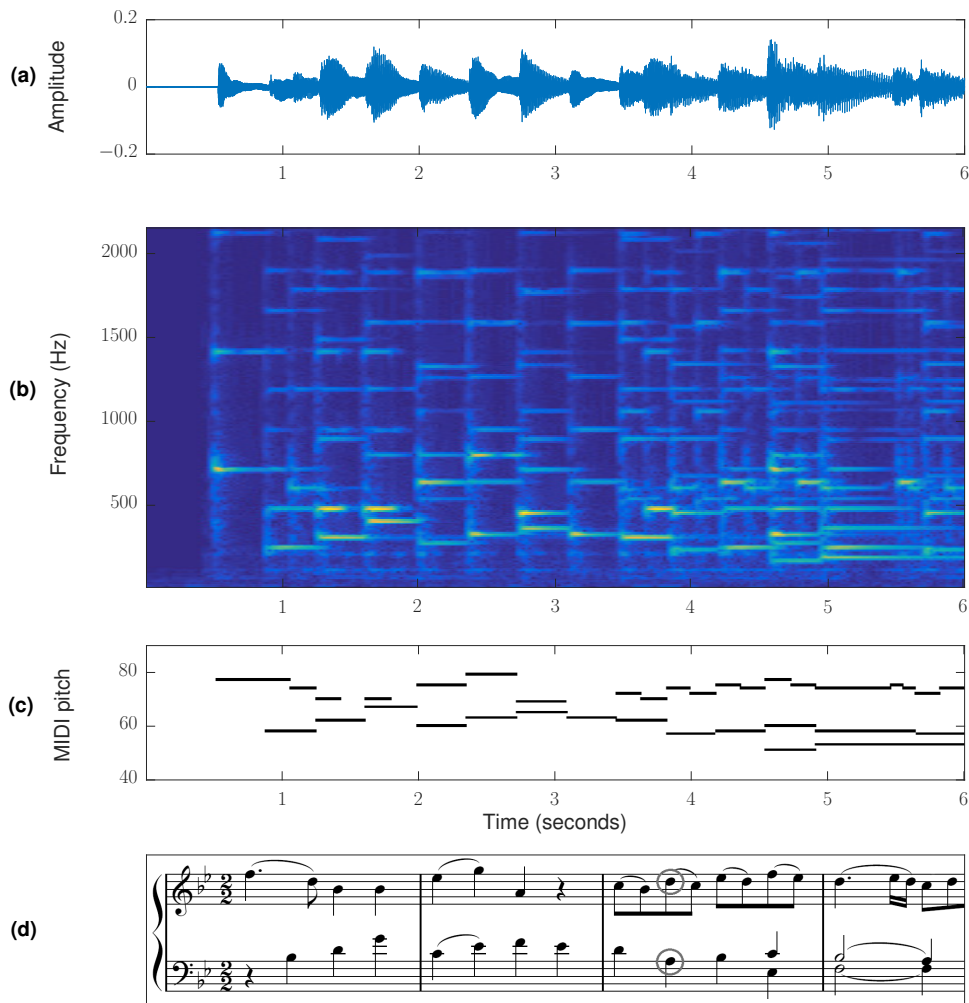 (a)
Amplitude
0.2
0
−0.2
1 2 3 4 5 6
(b)
Frequency (Hz)
2000
1500
1000
500
1 2 3 4 5 6
(c)
MIDI pitch
80
60
40
1 2 3 4 5 6
Time (seconds)
(d)
2
2
2
2